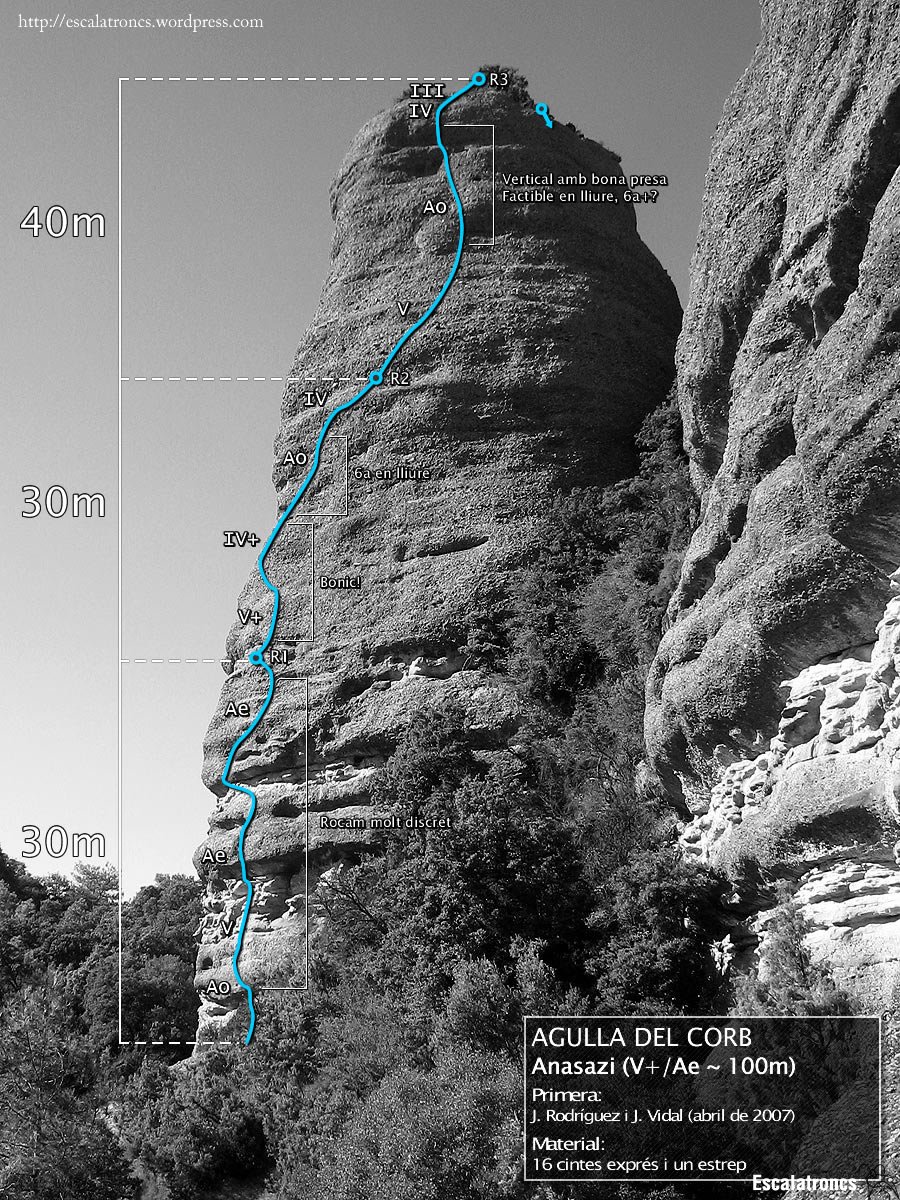 http://escalatroncs.wordpress.com
III
R3
IV
Vertical amb bona presa
Factible en lliure, 6a+?
Ao
40m
V
R2
IV
Ao
6a en lliure
30m
IV+
Bonic!
V+
R1
Ae
Rocam molt discret
30m
Ae
V
Ao
AGULLA DEL CORB
Anasazi (V+/Ae ~ 100m)
Primera:
J. Rodríguez i J. Vidal (abril de 2007)
Material:
16 cintes exprés i un estrep
Escalatroncs.